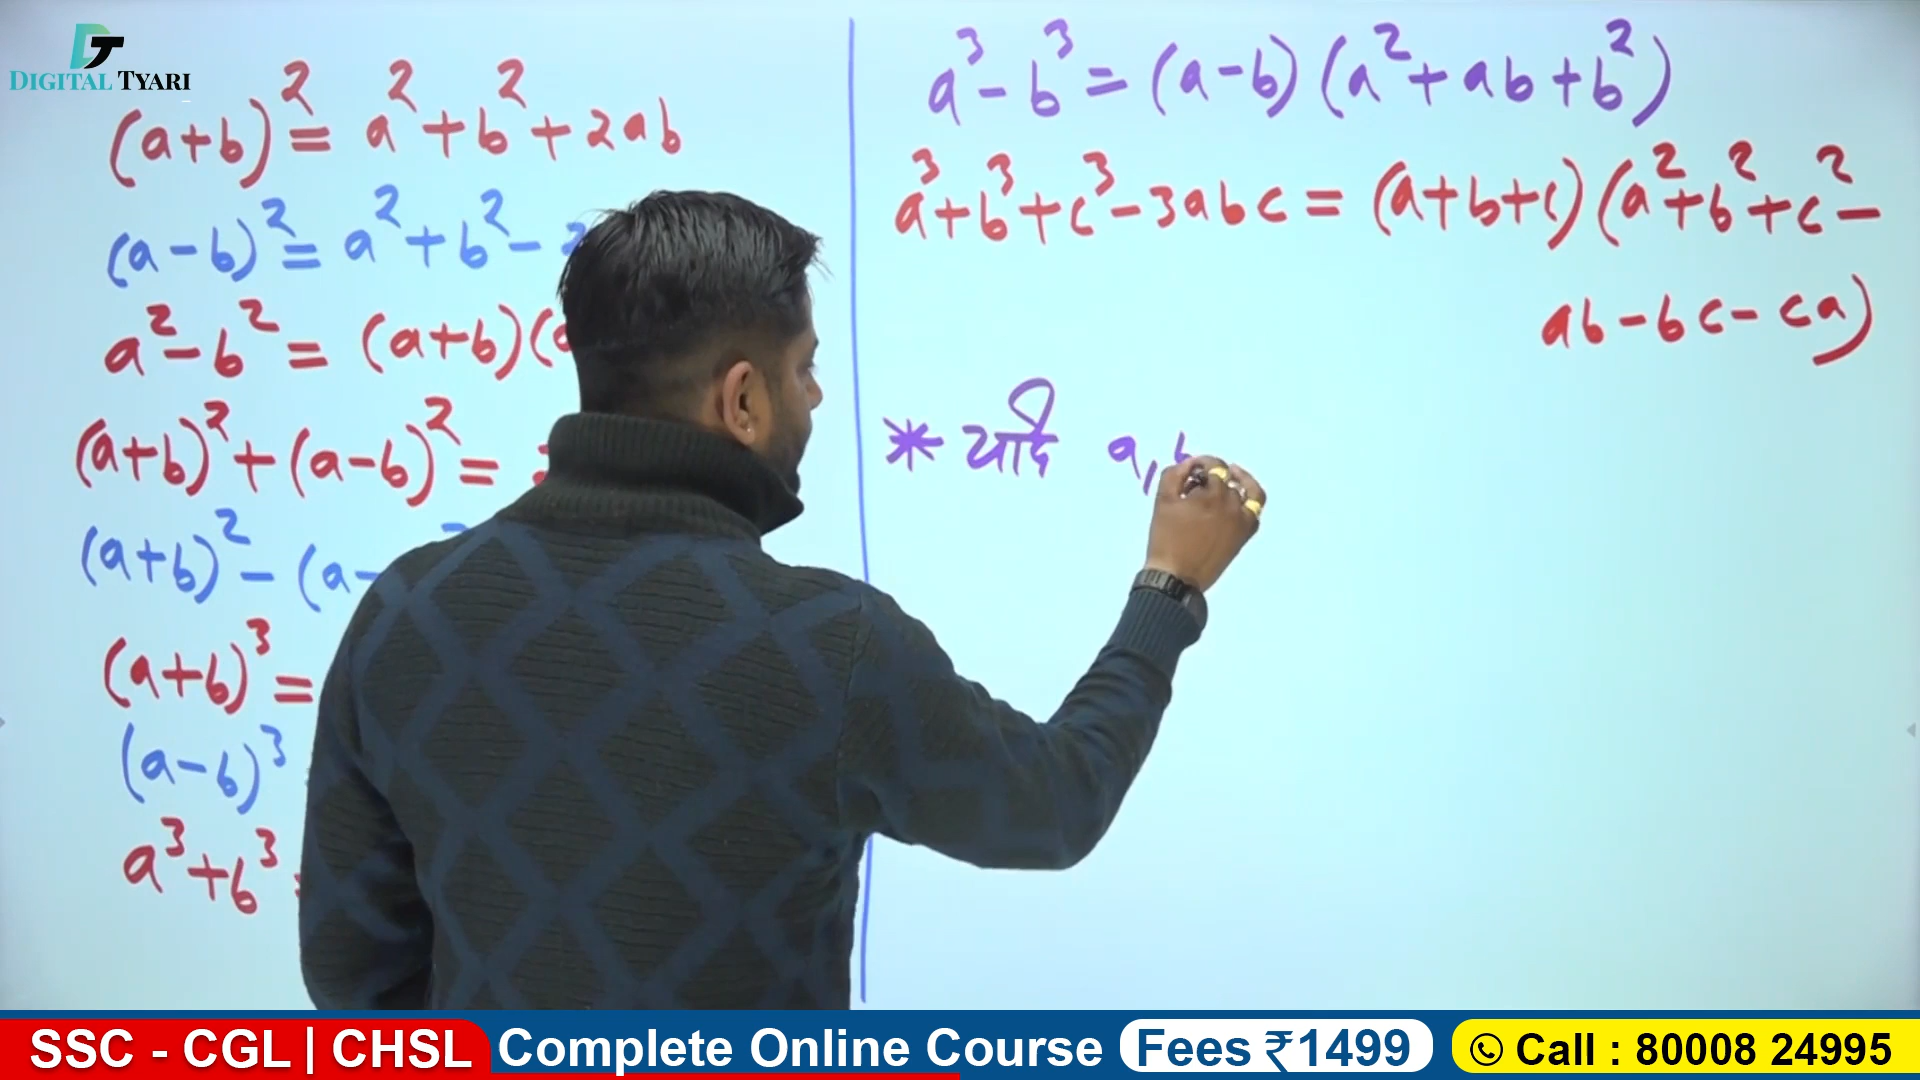 DIGITAL TYARI
(a+b)² = a² + b² + 2ab
(a-b)² = a² + b² -
a² - b² = (a+b)(
(a+b)² + (a-b)² =
(a+b)² - (a-
(a+b)³ =
(a-b)³
a³ + b³
a³ - b³ = (a-b) (a² + ab + b²)
a³ + b³ + c³ - 3abc = (a+b+c) (a² + b² + c² -
ab - bc - ca)
* यदि a,
SSC - CGL | CHSL Complete Online Course Fees ₹1499 Call : 80008 24995